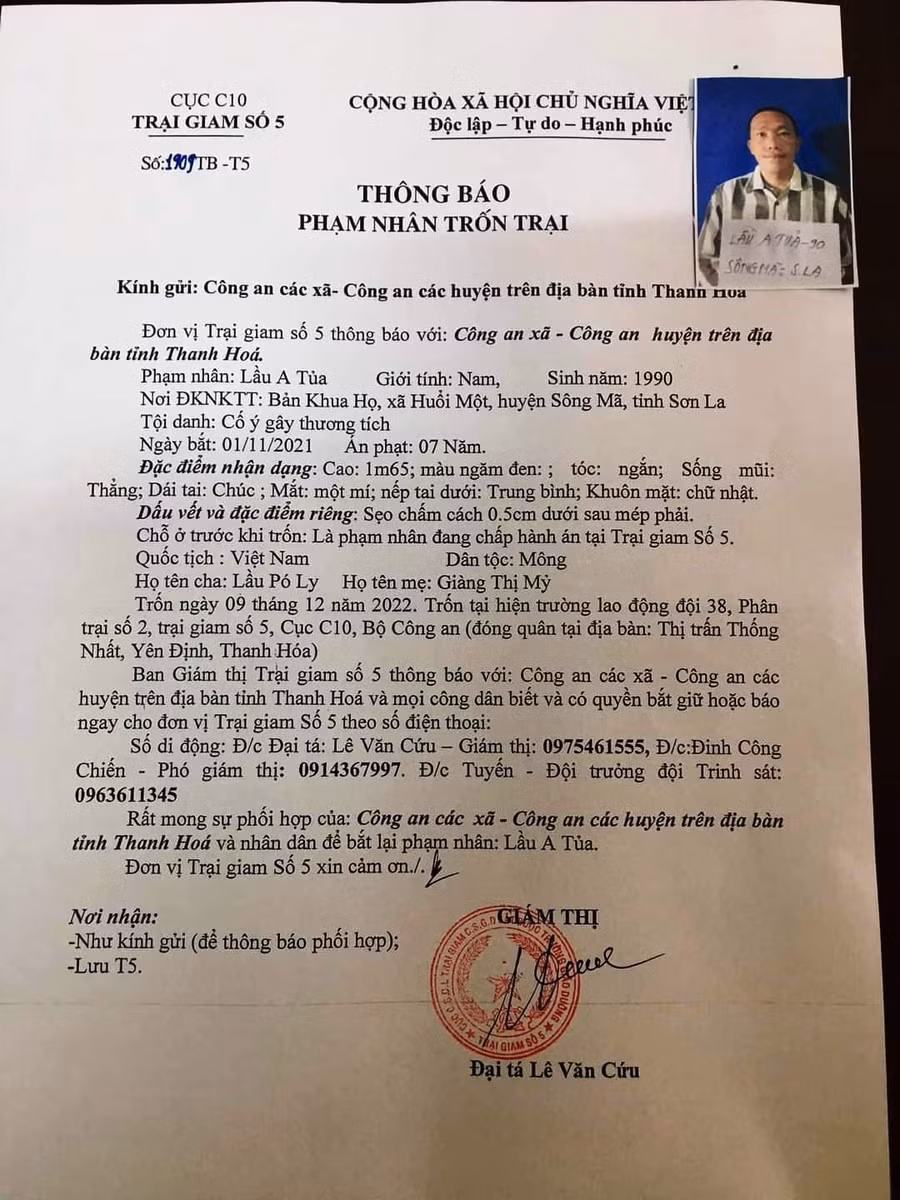 CỤC C10
TRẠI GIAM SỐ 5
Số:1909TB -T5
CỘNG HÒA XÃ HỘI CHỦ NGHĨA VIỆT
Độc lập – Tự do – Hạnh phúc
LẦU A TỦA-90
SÔNG MÃ - S.LA
THÔNG BÁO
PHẠM NHÂN TRỐN TRẠI
Kính gửi: Công an các xã- Công an các huyện trên địa bàn tỉnh Thanh Hoá
Đơn vị Trại giam số 5 thông báo với: Công an xã - Công an huyện trên địa
bàn tỉnh Thanh Hoá.
Phạm nhân: Lầu A Tủa Giới tính: Nam, Sinh năm: 1990
Nơi ĐKNKTT: Bản Khua Họ, xã Huổi Một, huyện Sông Mã, tỉnh Sơn La
Tội danh: Cố ý gây thương tích
Ngày bắt: 01/11/2021 Án phạt: 07 Năm.
Đặc điểm nhận dạng: Cao: 1m65; màu ngăm đen: ; tóc: ngắn; Sống mũi:
Thẳng; Dái tai: Chúc ; Mắt: một mí; nếp tai dưới: Trung bình; Khuôn mặt: chữ nhật.
Dấu vết và đặc điểm riêng: Sẹo chấm cách 0.5cm dưới sau mép phải.
Chỗ ở trước khi trốn: Là phạm nhân đang chấp hành án tại Trại giam Số 5.
Quốc tịch : Việt Nam Dân tộc: Mông
Họ tên cha: Lầu Pó Ly Họ tên mẹ: Giàng Thị Mỷ
Trốn ngày 09 tháng 12 năm 2022. Trốn tại hiện trường lao động đội 38, Phân
trại số 2, trại giam số 5, Cục C10, Bộ Công an (đóng quân tại địa bàn: Thị trấn Thống
Nhất, Yên Định, Thanh Hóa)
Ban Giám thị Trại giam số 5 thông báo với: Công an các xã - Công an các
huyện trên địa bàn tỉnh Thanh Hoá và mọi công dân biết và có quyền bắt giữ hoặc báo
ngay cho đơn vị Trại giam Số 5 theo số điện thoại:
Số di động: Đ/c Đại tá: Lê Văn Cứu – Giám thị: 0975461555, Đ/c:Đinh Công
Chiến - Phó giám thị: 0914367997. Đ/c Tuyến - Đội trưởng đội Trinh sát:
0963611345
Rất mong sự phối hợp của: Công an các xã - Công an các huyện trên địa bàn
tỉnh Thanh Hoá và nhân dân để bắt lại phạm nhân: Lầu A Tủa.
Đơn vị Trại giam Số 5 xin cảm ơn./.
Nơi nhận:
-Như kính gửi (để thông báo phối hợp);
-Lưu T5.
GIÁM THỊ
TRẠI GIAM SỐ 5
Đại tá Lê Văn Cứu